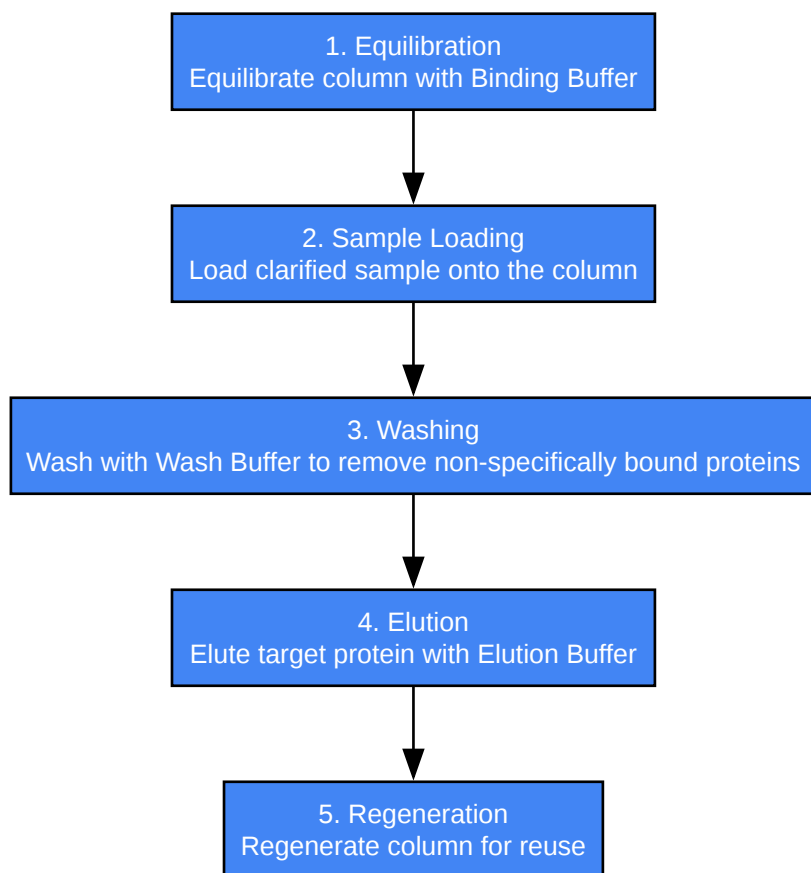 1. Equilibration
Equilibrate column with Binding Buffer
2. Sample Loading
Load clarified sample onto the column
3. Washing
Wash with Wash Buffer to remove non-specifically bound proteins
4. Elution
Elute target protein with Elution Buffer
5. Regeneration
Regenerate column for reuse